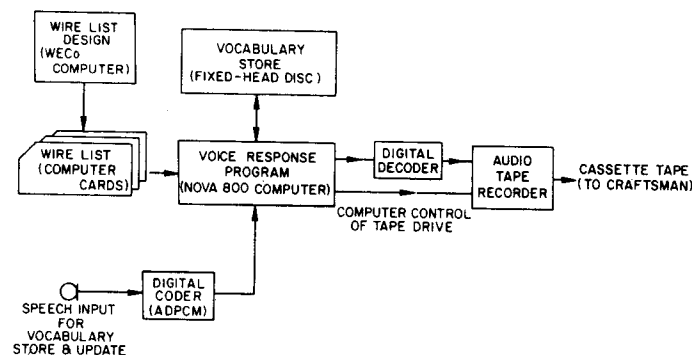 WIRE LIST
DESIGN
(WECo
COMPUTER)
VOCABULARY
STORE
(FIXED-HEAD DISC)
WIRE LIST
(COMPUTER
CARDS)
VOICE RESPONSE
PROGRAM
(NOVA 800 COMPUTER)
DIGITAL
DECODER
AUDIO
TAPE
RECORDER
CASSETTE TAPE
(TO CRAFTSMAN)
COMPUTER CONTROL
OF TAPE DRIVE
DIGITAL
CODER
(ADPCM)
SPEECH INPUT
FOR
VOCABULARY
STORE & UPDATE